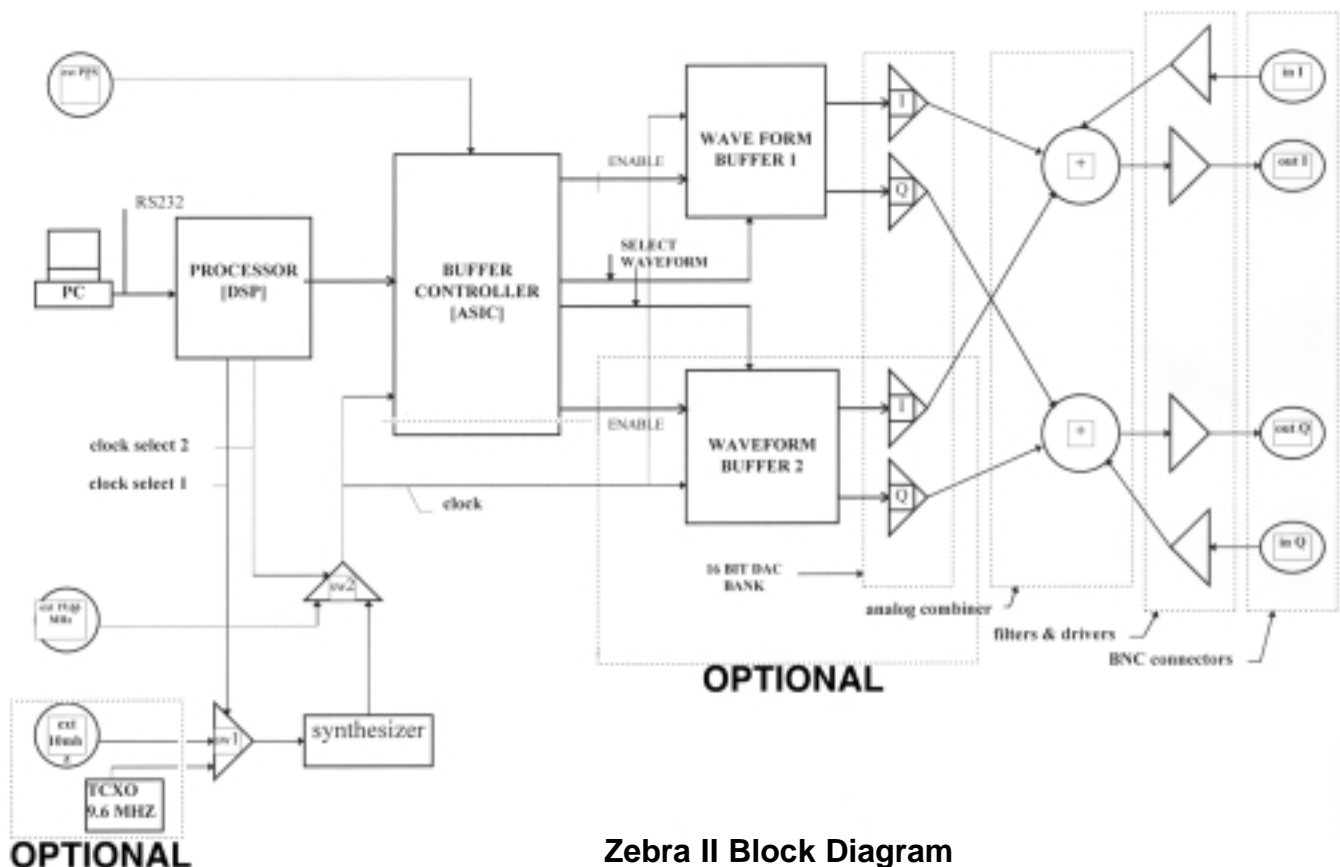 in I
WAVE FORM
BUFFER 1
I
Q
+
out I
ENABLE
RS232
PC
PROCESSOR
[DSP]
BUFFER
CONTROLLER
[ASIC]
SELECT
WAVEFORM
clock select 2
clock select 1
clock
ENABLE
WAVEFORM
BUFFER 2
I
Q
+
out Q
in Q
16 BIT DAC
BANK
analog combiner
filters & drivers
BNC connectors
OPTIONAL
sw2
MHz
ext
10mh
z
sw1
synthesizer
TCXO
9.6 MHZ
OPTIONAL
Zebra II Block Diagram